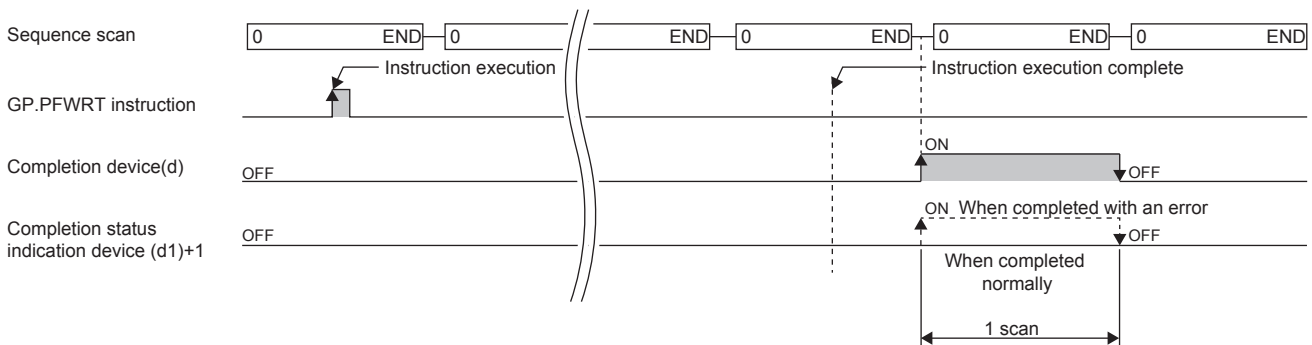 Sequence scan
0 END 0 END 0 END 0 END 0 END
Instruction execution
Instruction execution complete
GP.PFWRT instruction
ON
Completion device(d)
OFF
OFF
ON When completed with an error
Completion status
indication device (d1)+1
OFF
OFF
When completed
normally
1 scan